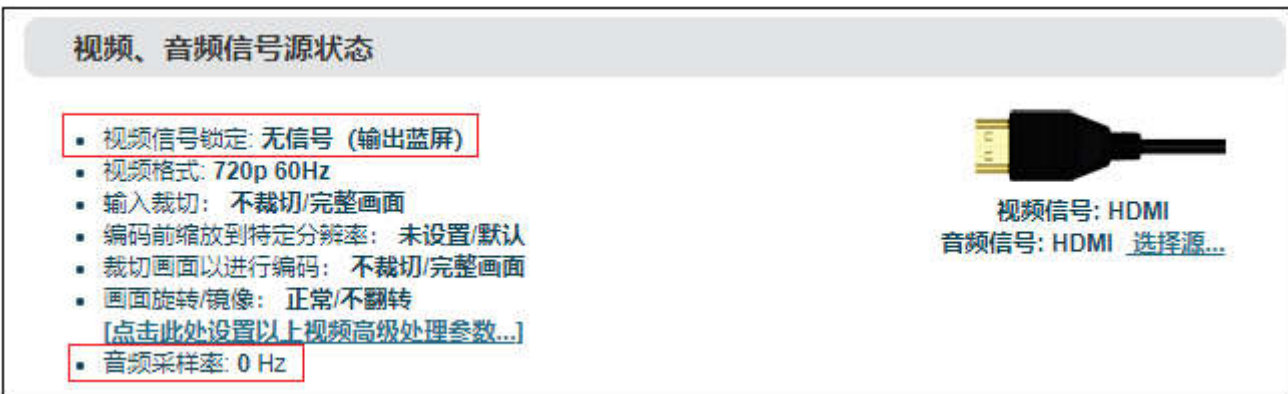 视频、音频信号源状态
• 视频信号锁定: 无信号（输出蓝屏）
• 视频格式: 720p 60Hz
• 输入裁切： 不裁切/完整画面
• 编码前缩放到特定分辨率： 未设置/默认
• 裁切画面以进行编码： 不裁切/完整画面
• 画面旋转/镜像： 正常/不翻转
[点击此处设置以上视频高级处理参数...]
• 音频采样率: 0 Hz
视频信号: HDMI
音频信号: HDMI 选择源...